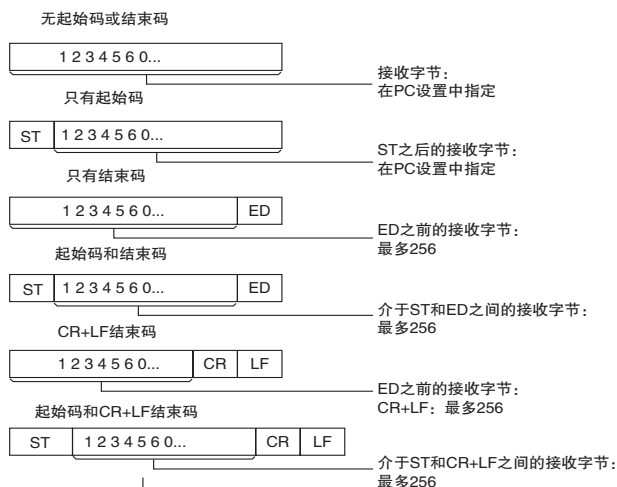 无起始码或结束码
1 2 3 4 5 6 0...
接收字节：
在PC设置中指定
只有起始码
ST 1 2 3 4 5 6 0...
ST之后的接收字节：
在PC设置中指定
只有结束码
1 2 3 4 5 6 0... ED
ED之前的接收字节：
最多256
起始码和结束码
ST 1 2 3 4 5 6 0... ED
介于ST和ED之间的接收字节：
最多256
CR+LF结束码
1 2 3 4 5 6 0... CR LF
ED之前的接收字节：
CR+LF：最多256
起始码和CR+LF结束码
ST 1 2 3 4 5 6 0... CR LF
介于ST和CR+LF之间的接收字节：
最多256